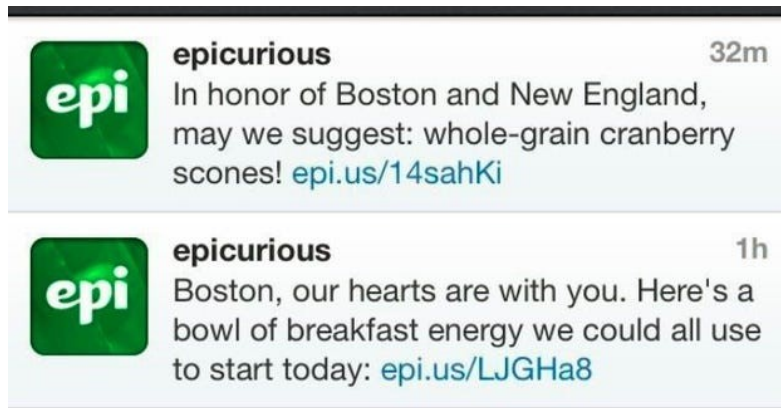 epi
epicurious
32m
In honor of Boston and New England,
may we suggest: whole-grain cranberry
scones! epi.us/14sahKi
epi
epicurious
1h
Boston, our hearts are with you. Here's a
bowl of breakfast energy we could all use
to start today: epi.us/LJGHa8